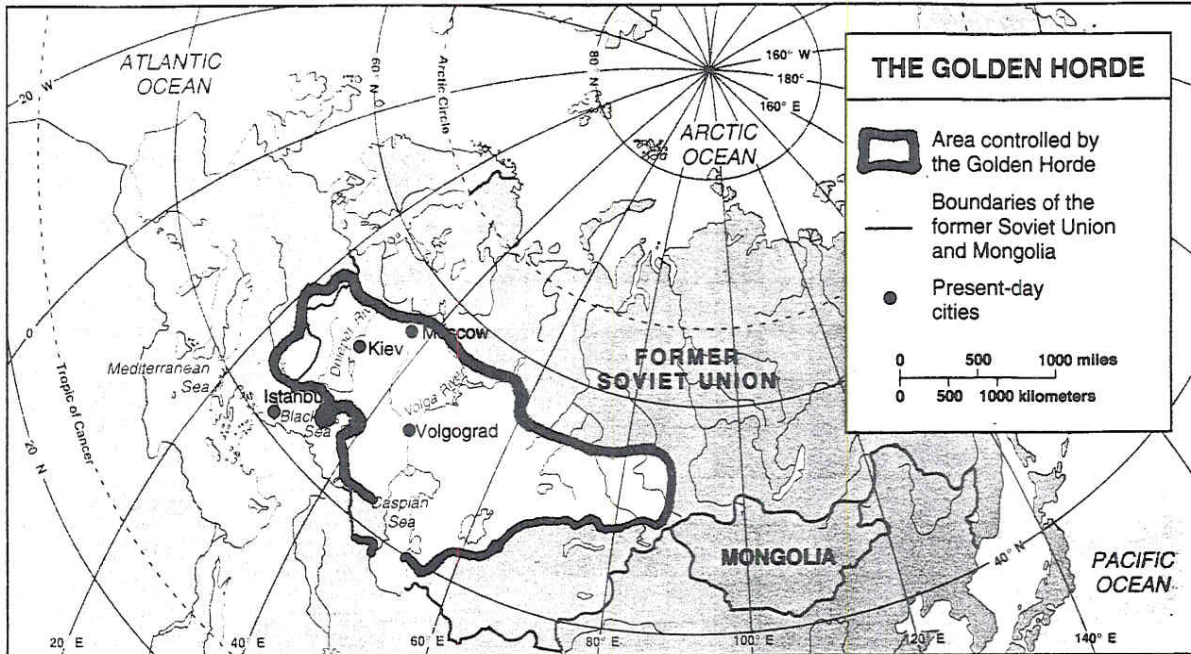 THE GOLDEN HORDE
Area controlled by
the Golden Horde
Boundaries of the
former Soviet Union
and Mongolia
Present-day
cities
0 500 1000 miles
0 500 1000 kilometers
ATLANTIC
OCEAN
20 W
60° N
Arctic Circle
80° N
160° W
180°
160° E
ARCTIC
OCEAN
0
Mediterranean
Sea
Tropic of Cancer
20 N
Dnieper
Moscow
Kiev
Istanbu
Black
Sea
Volga River
Volgograd
Caspian
Sea
FORMER
SOVIET UNION
MONGOLIA
40° N
PACIFIC
OCEAN
20° E
40° E
60° E
80° E
100° E
120° E
140° E